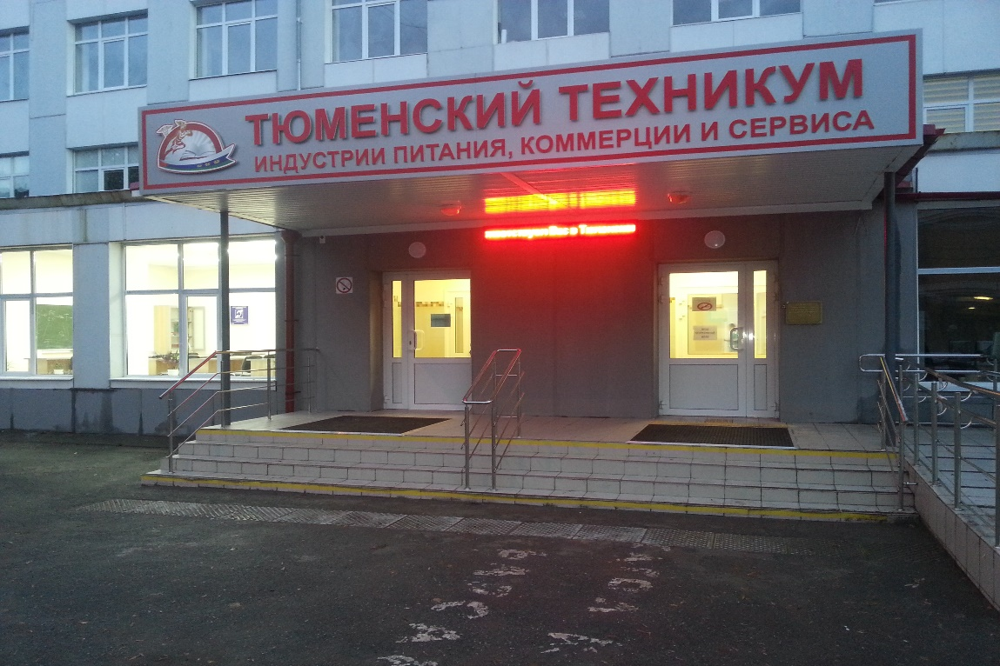 ТЮМЕНСКИЙ ТЕХНИКУМ
ИНДУСТРИИ ПИТАНИЯ, КОММЕРЦИИ И СЕРВИСА